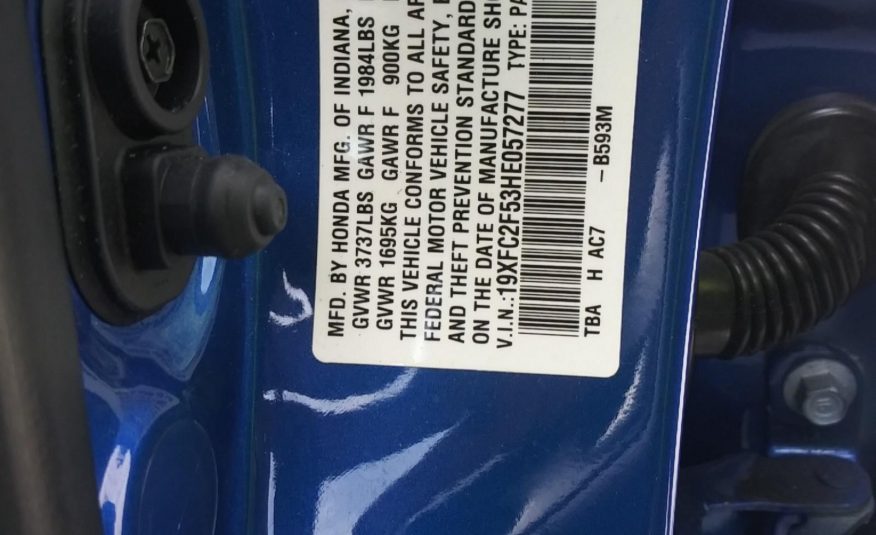 MFD. BY HONDA MFG. OF INDIANA,
GVWR 3737LBS GAWR F 1984LBS
GVWR 1695KG GAWR F 900KG
THIS VEHICLE CONFORMS TO ALL
FEDERAL MOTOR VEHICLE SAFETY,
AND THEFT PREVENTION STANDARD
ON THE DATE OF MANUFACTURE
V.I.N.:19XFC2F53HE057277 TYPE:
TBA H AC7 -B593M